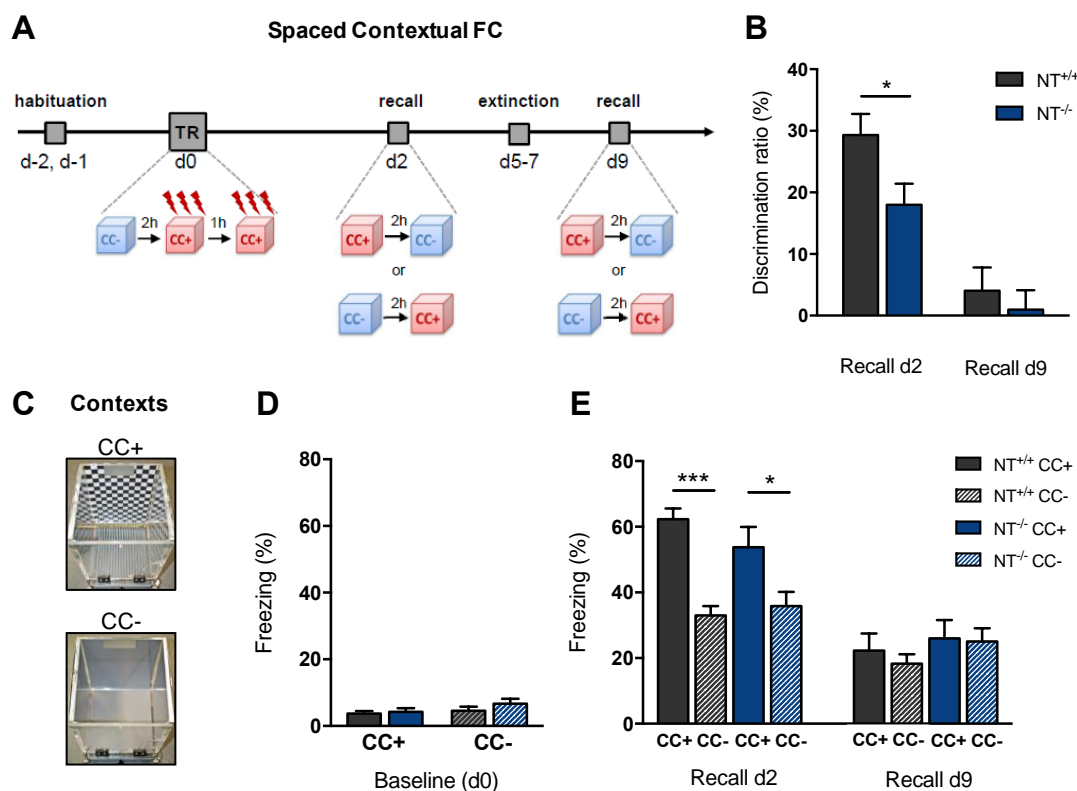 A
Spaced Contextual FC
habituation
recall
extinction
recall
TR
d-2, d-1
d0
d2
d5-7
d9
CC-
2h
CC+
1h
CC+
CC+
2h
CC-
or
CC-
2h
CC+
CC+
2h
CC-
or
CC-
2h
CC+
B
Discrimination ratio (%)
40
30
20
10
0
*
NT+/+
NT-/-
Recall d2
Recall d9
C
Contexts
CC+
CC-
D
Freezing (%)
80
60
40
20
0
CC+
CC-
Baseline (d0)
E
Freezing (%)
80
60
40
20
0
***
*
NT+/+ CC+
NT+/+ CC-
NT-/- CC+
NT-/- CC-
CC+ CC- CC+ CC-
CC+ CC- CC+ CC-
Recall d2
Recall d9